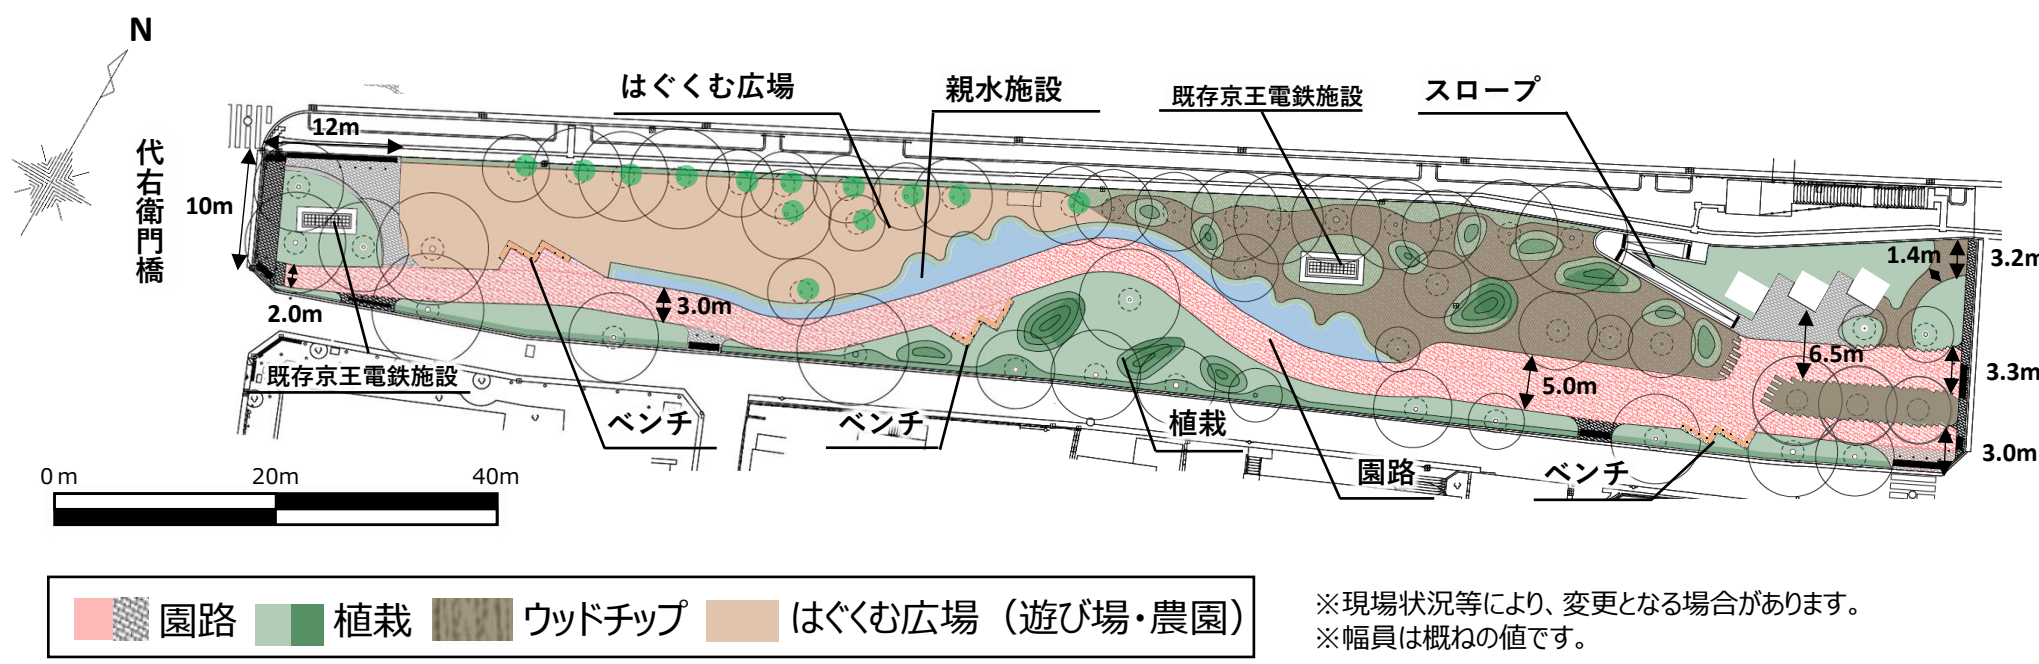 N
はぐくむ広場
親水施設
既存京王電鉄施設
スロープ
代右衛門橋
12m
10m
2.0m
3.0m
1.4m
3.2m
6.5m
5.0m
3.3m
3.0m
既存京王電鉄施設
ベンチ
ベンチ
植栽
園路
ベンチ
0 m 20m 40m
園路 植栽 ウッドチップ はぐくむ広場（遊び場・農園）
※現場状況等により、変更となる場合があります。
※幅員は概ねの値です。